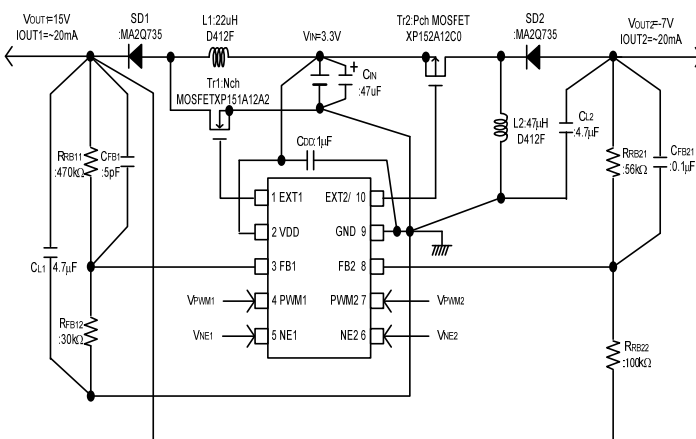 VOUT1=15V
IOUT1=~20mA
SD1
:MA2Q735
L1:22uH
D412F
VIN=3.3V
Tr2:Pch MOSFET
XP152A12C0
SD2
:MA2Q735
VOUT2=-7V
IOUT2=~20mA
+
CIN
:47uF
Tr1:Nch
MOSFETXP151A12A2
L2:47μH
D412F
CL2
:4.7μF
CDD:1μF
RRB11
:470kΩ
CFB1
:5pF
RRB21
:56kΩ
CFB21
:0.1μF
1 EXT1
EXT2/ 10
2 VDD
GND 9
3 FB1
FB2 8
CL1
4.7μF
VPWM1
4 PWM1
PWM2 7
VPWM2
RFB12
:30kΩ
VNE1
5 NE1
NE2 6
VNE2
RRB22
:100kΩ